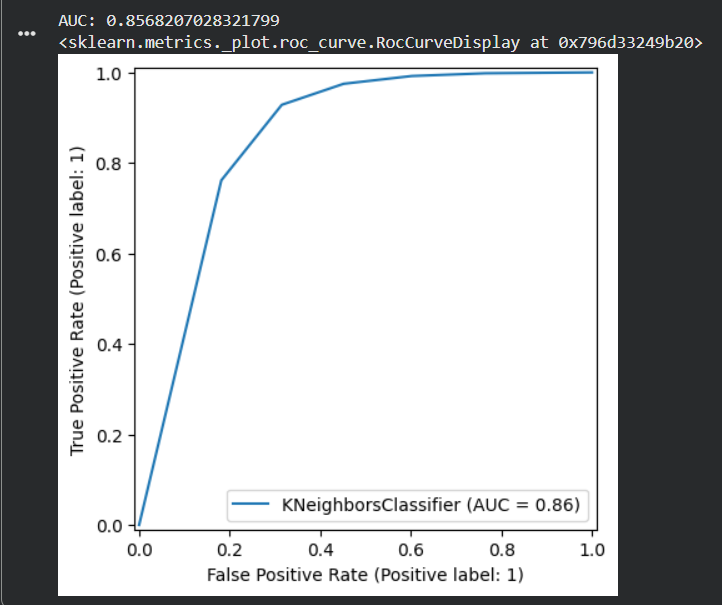 AUC: 0.8568207028321799
<sklearn.metrics._plot.roc_curve.RocCurveDisplay at 0x796d33249b20>
1.0
0.8
0.6
0.4
0.2
0.0
True Positive Rate (Positive label: 1)
KNeighborsClassifier (AUC = 0.86)
0.0 0.2 0.4 0.6 0.8 1.0
False Positive Rate (Positive label: 1)